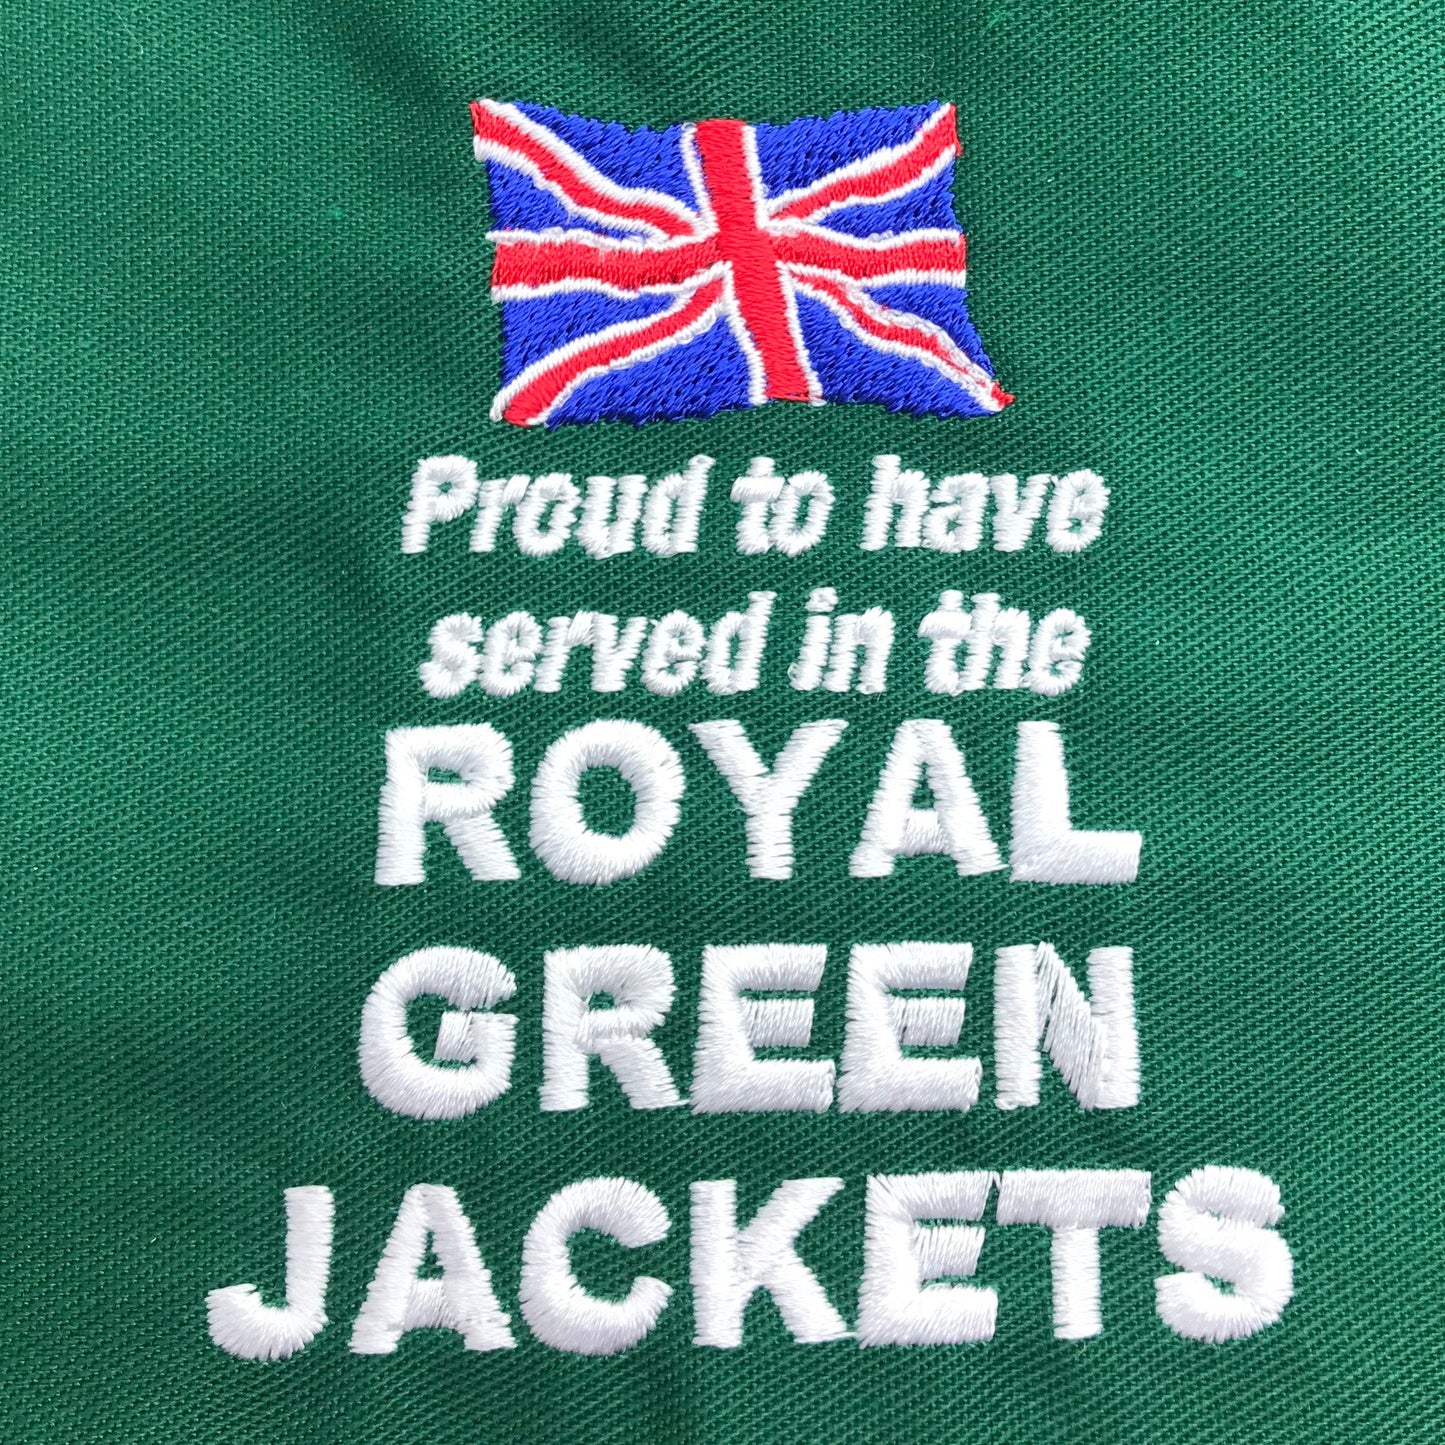 Proud to have
served in the
ROYAL
GREEN
JACKETS